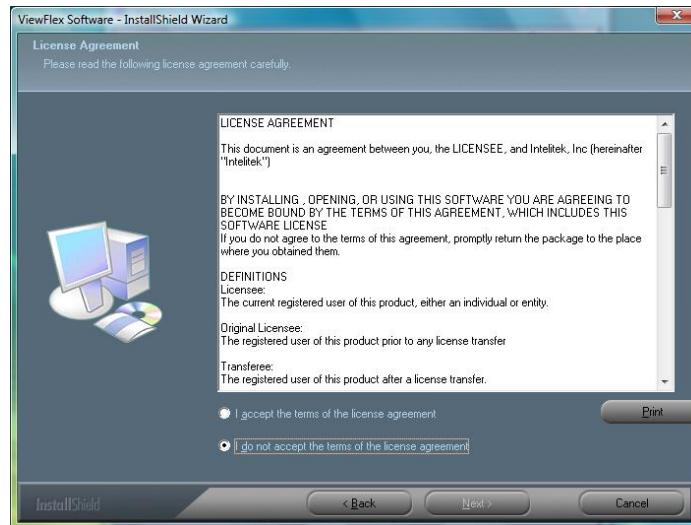 ViewFlex Software - InstallShield Wizard
License Agreement
Please read the following license agreement carefully.
LICENSE AGREEMENT
This document is an agreement between you, the LICENSEE, and Intelitek, Inc (hereinafter
"Intelitek")
BY INSTALLING , OPENING, OR USING THIS SOFTWARE YOU ARE AGREEING TO
BECOME BOUND BY THE TERMS OF THIS AGREEMENT, WHICH INCLUDES THIS
SOFTWARE LICENSE
If you do not agree to the terms of this agreement, promptly return the package to the place
where you obtained them.
DEFINITIONS
Licensee:
The current registered user of this product, either an individual or entity.
Original Licensee:
The registered user of this product prior to any license transfer
Transferee:
The registered user of this product after a license transfer.
I accept the terms of the license agreement
Print
I do not accept the terms of the license agreement
InstallShield
< Back
Next >
Cancel